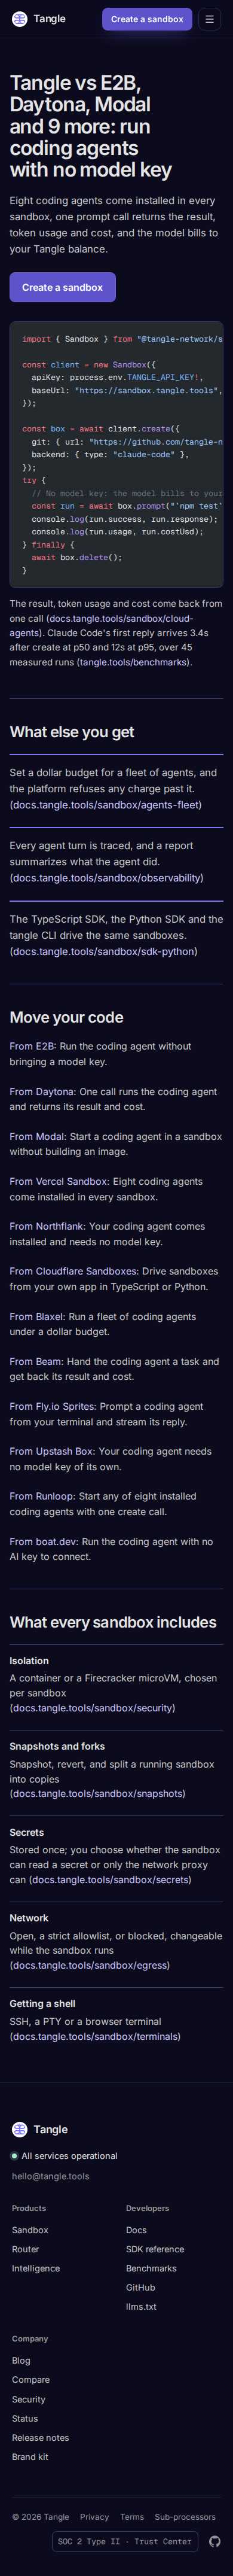 Tangle
Create a sandbox
Tangle vs E2B,
Daytona, Modal
and 9 more: run
coding agents
with no model key
Eight coding agents come installed in every
sandbox, one prompt call returns the result,
token usage and cost, and the model bills to
your Tangle balance.
Create a sandbox
import { Sandbox } from "@tangle-network/s
const client = new Sandbox({
apiKey: process.env.TANGLE_API_KEY!,
baseUrl: "https://sandbox.tangle.tools",
});
const box = await client.create({
git: { url: "https://github.com/tangle-n
backend: { type: "claude-code" },
});
try {
// No model key: the model bills to your
const run = await box.prompt("`npm test`
console.log(run.success, run.response);
console.log(run.usage, run.costUsd);
} finally {
await box.delete();
}
The result, token usage and cost come back from
run itself (docs.tangle.tools/sandbox/cloud-
agents). Claude Code's first reply arrives 3.4s
after create at p50 and 12s at p95, over 45
measured runs (tangle.tools/benchmarks).
What else you get
Set a dollar budget for a fleet of agents, and
the platform refuses any charge past it.
(docs.tangle.tools/sandbox/agents-fleet)
Every agent turn is traced, and a report
summarizes what the agent did.
(docs.tangle.tools/sandbox/observability)
The TypeScript SDK, the Python SDK and the
tangle CLI drive the same sandboxes.
(docs.tangle.tools/sandbox/sdk-python)
Move your code
From E2B: Run the coding agent without
bringing a model key.
From Daytona: One call runs the coding agent
and returns its result and cost.
From Modal: Start a coding agent in a sandbox
without building an image.
From Vercel Sandbox: Eight coding agents
come installed in every sandbox.
From Northflank: Your coding agent comes
installed and needs no model key.
From Cloudflare Sandboxes: Drive sandboxes
from your own app in TypeScript or Python.
From Blaxel: Run a fleet of coding agents
under a dollar budget.
From Beam: Hand the coding agent a task and
get back its result and cost.
From Fly.io Sprites: Prompt a coding agent
from your terminal and stream its reply.
From Upstash Box: Your coding agent needs
no model key of its own.
From Runloop: Start any of eight installed
coding agents with one create call.
From boat.dev: Run the coding agent with no
AI key to connect.
What every sandbox includes
Isolation
A container or a Firecracker microVM, chosen
per sandbox
(docs.tangle.tools/sandbox/security)
Snapshots and forks
Snapshot, revert, and split a running sandbox
into copies
(docs.tangle.tools/sandbox/snapshots)
Secrets
Stored once; you choose whether the sandbox
can read a secret or only the network proxy
can (docs.tangle.tools/sandbox/secrets)
Network
Open, a strict allowlist, or blocked, changeable
while the sandbox runs
(docs.tangle.tools/sandbox/egress)
Getting a shell
SSH, a PTY or a browser terminal
(docs.tangle.tools/sandbox/terminals)
Tangle
All services operational
hello@tangle.tools
Products
Sandbox
Router
Intelligence
Developers
Docs
SDK reference
Benchmarks
GitHub
llms.txt
Company
Blog
Compare
Security
Status
Release notes
Brand kit
© 2026 Tangle Privacy Terms Sub-processors
SOC 2 Type II · Trust Center